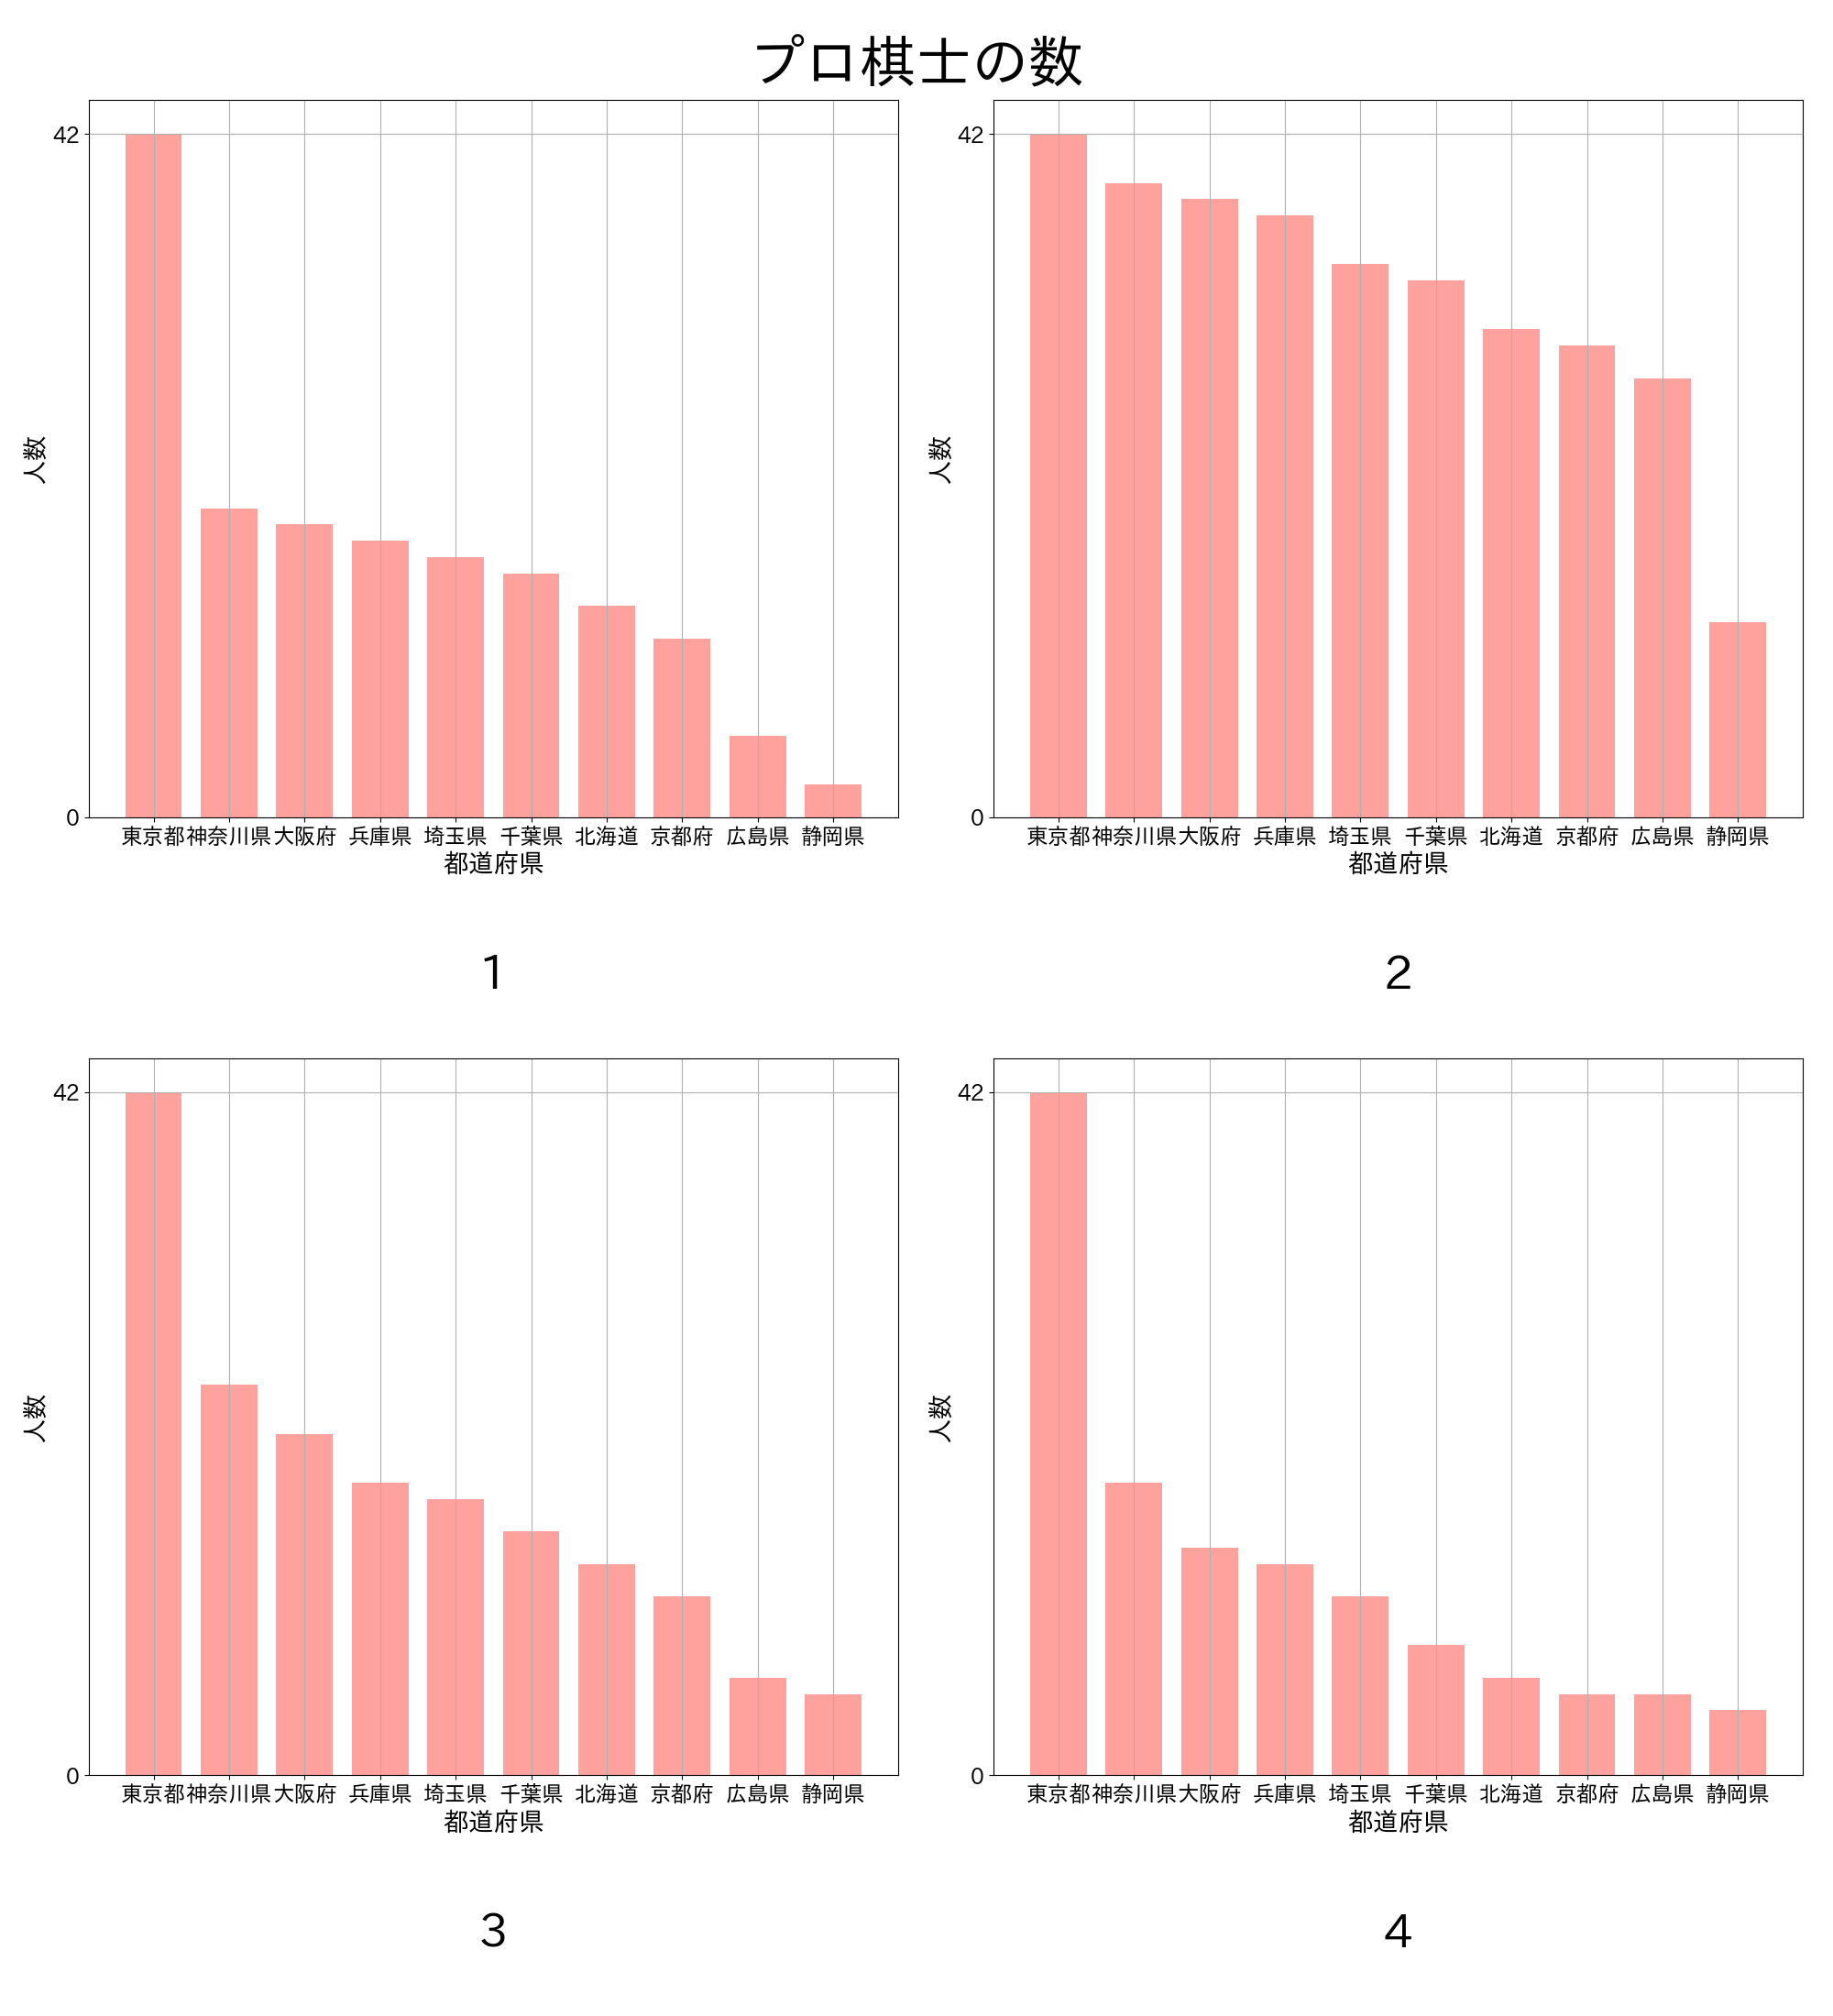 プロ棋士の数
42
0
人数
東京都 神奈川県 大阪府 兵庫県 埼玉県 千葉県 北海道 京都府 広島県 静岡県
都道府県
1
42
0
人数
東京都 神奈川県 大阪府 兵庫県 埼玉県 千葉県 北海道 京都府 広島県 静岡県
都道府県
2
42
0
人数
東京都 神奈川県 大阪府 兵庫県 埼玉県 千葉県 北海道 京都府 広島県 静岡県
都道府県
3
42
0
人数
東京都 神奈川県 大阪府 兵庫県 埼玉県 千葉県 北海道 京都府 広島県 静岡県
都道府県
4